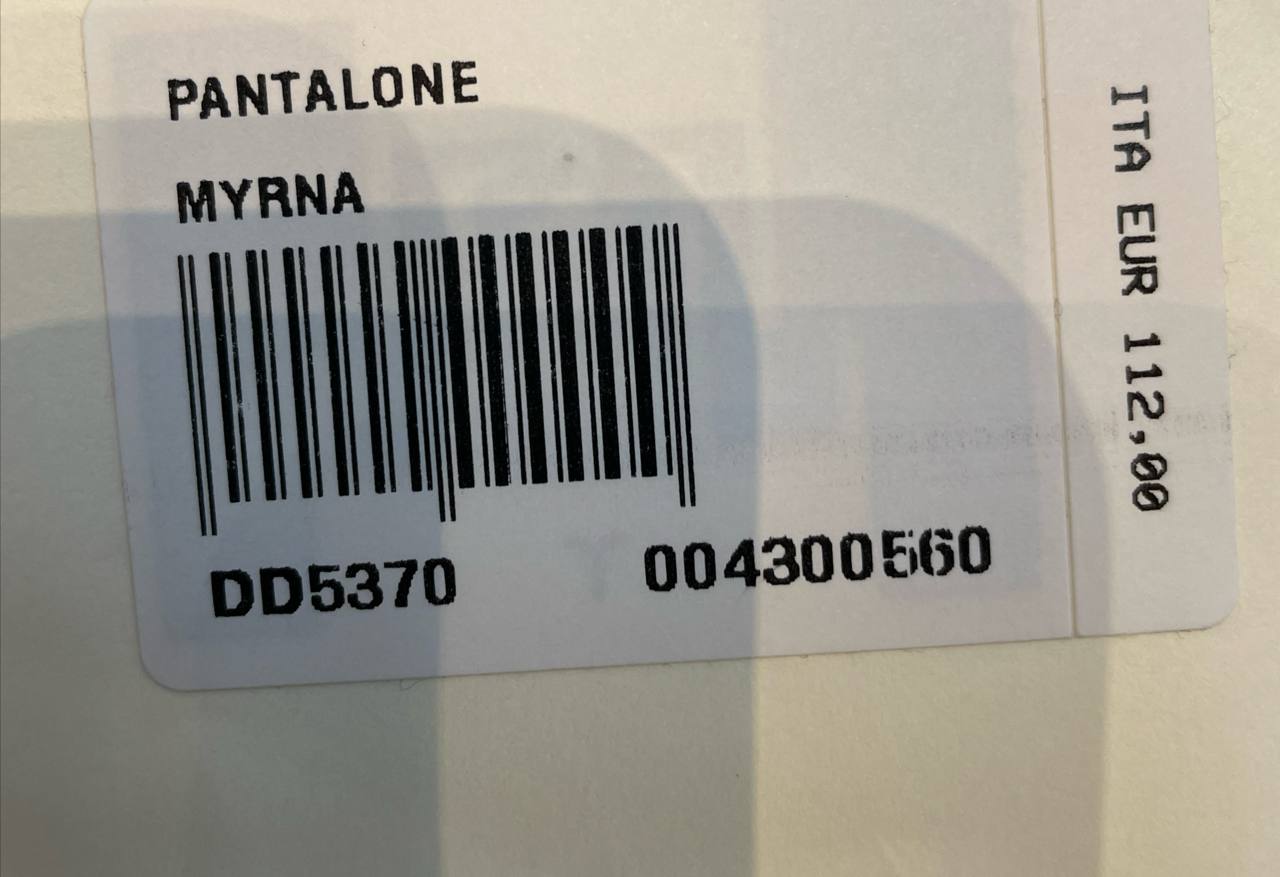 PANTALONE
MYRNA
DD5370 004300560
ITA EUR 112,00